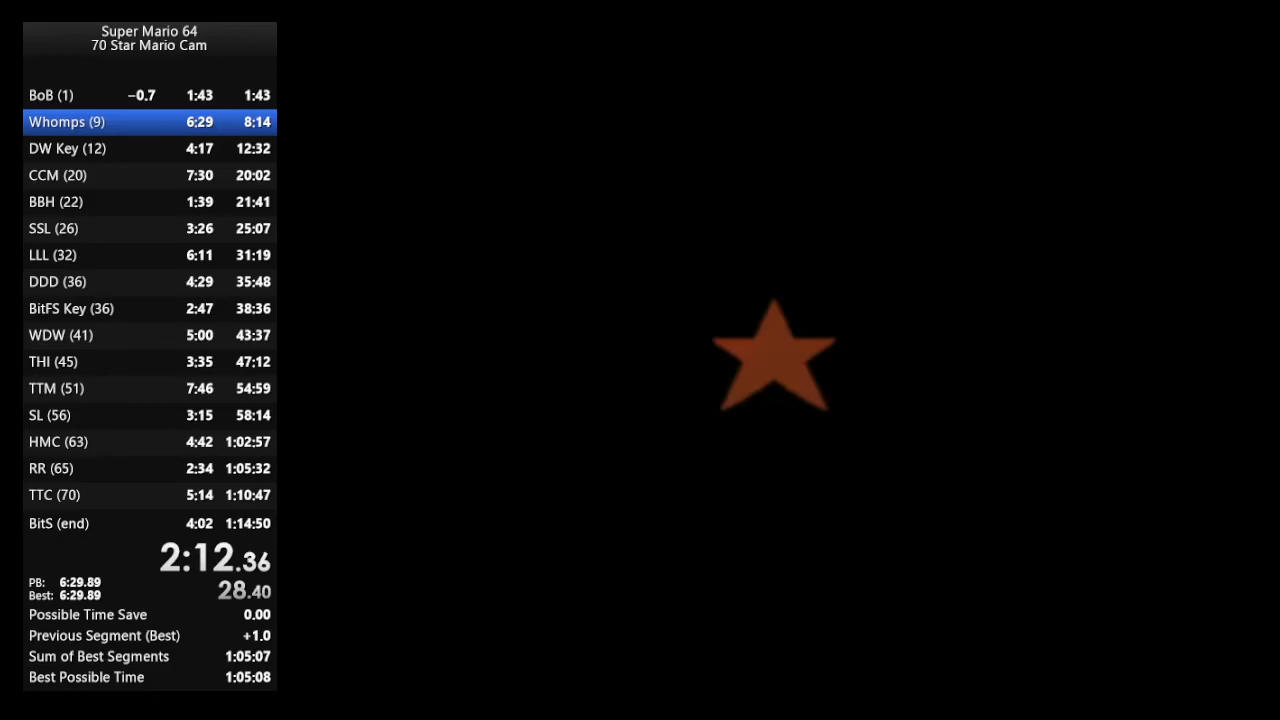 Super Mario 64
70 Star Mario Cam
BoB (1) −0.7 1:43 1:43
Whomps (9) 6:29 8:14
DW Key (12) 4:17 12:32
CCM (20) 7:30 20:02
BBH (22) 1:39 21:41
SSL (26) 3:26 25:07
LLL (32) 6:11 31:19
DDD (36) 4:29 35:48
BitFS Key (36) 2:47 38:36
WDW (41) 5:00 43:37
THI (45) 3:35 47:12
TTM (51) 7:46 54:59
SL (56) 3:15 58:14
HMC (63) 4:42 1:02:57
RR (65) 2:34 1:05:32
TTC (70) 5:14 1:10:47
BitS (end) 4:02 1:14:50
2:12.36
PB: 6:29.89
Best: 6:29.89 28.40
Possible Time Save 0.00
Previous Segment (Best) +1.0
Sum of Best Segments 1:05:07
Best Possible Time 1:05:08